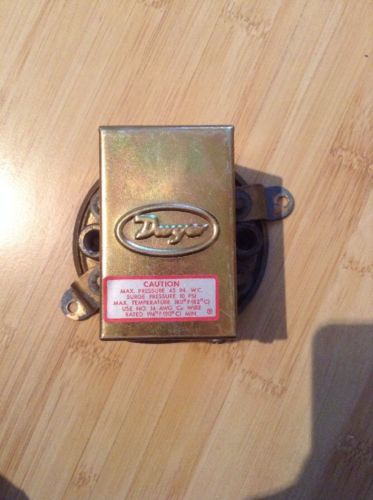 Dwyer
CAUTION
MAX. PRESSURE 45 IN. W.C.
SURGE PRESSURE 10 PSI
MAX. TEMPERATURE 180°F (82°C)
USE NO. 14 AWG Cu WIRE
RATED 194°F (90°C) MIN.